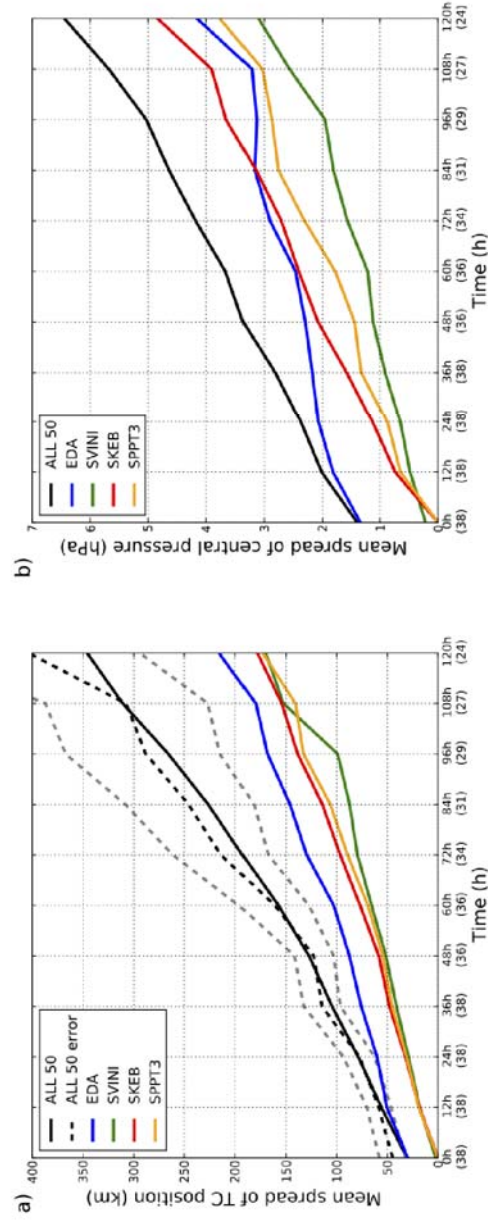 a)
Mean spread of TC position (km)
400
350
300
250
200
150
100
50
0
ALL 50
ALL 50 error
EDA
SVINI
SKEB
SPPT3
0h 12h 24h 36h 48h 60h 72h 84h 96h 108h 120h
(38) (38) (38) (38) (36) (36) (34) (31) (29) (27) (24)
Time (h)
b)
Mean spread of central pressure (hPa)
7
6
5
4
3
2
1
0
ALL 50
EDA
SVINI
SKEB
SPPT3
0h 12h 24h 36h 48h 60h 72h 84h 96h 108h 120h
(38) (38) (38) (38) (36) (36) (34) (31) (29) (27) (24)
Time (h)